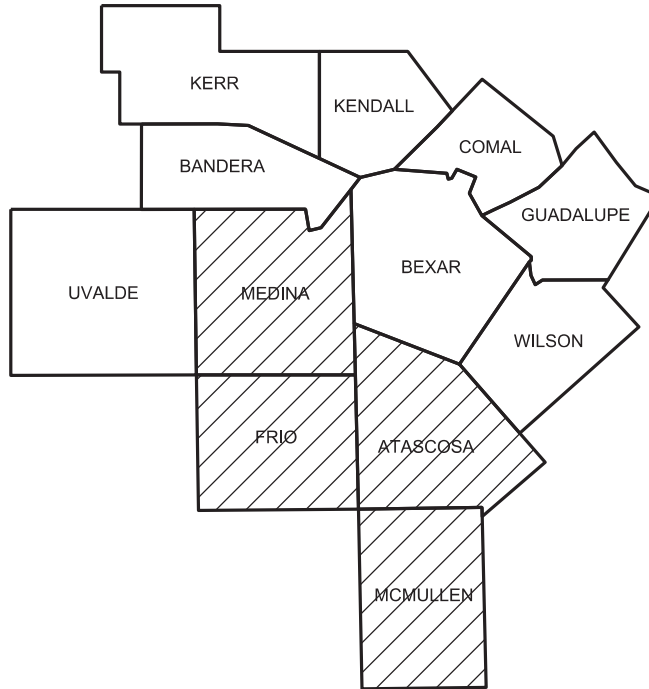 KERR
KENDALL
COMAL
BANDERA
GUADALUPE
BEXAR
UVALDE
MEDINA
WILSON
FRIO
ATASCOSA
MCMULLEN